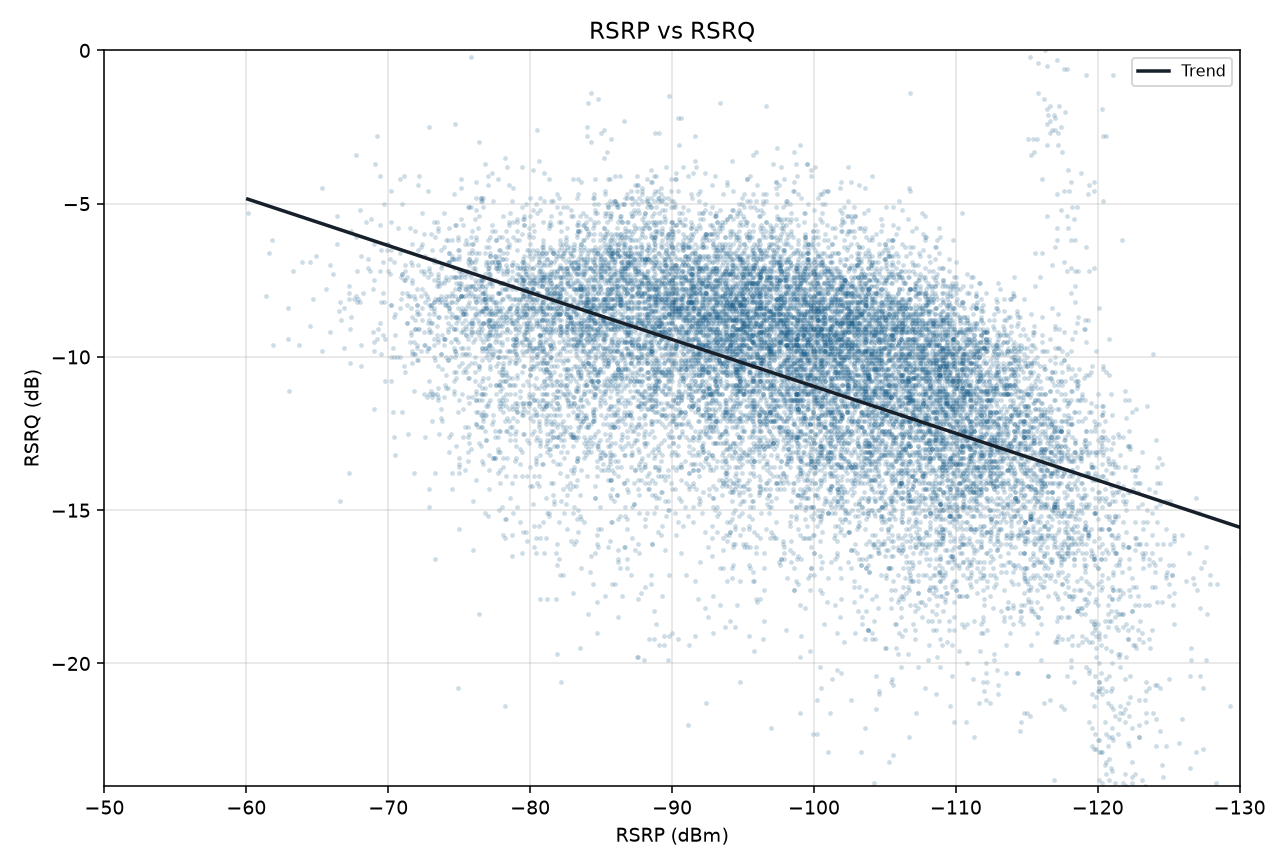 RSRP vs RSRQ
Trend
0
−5
−10
−15
−20
RSRQ (dB)
−50 −60 −70 −80 −90 −100 −110 −120 −130
RSRP (dBm)